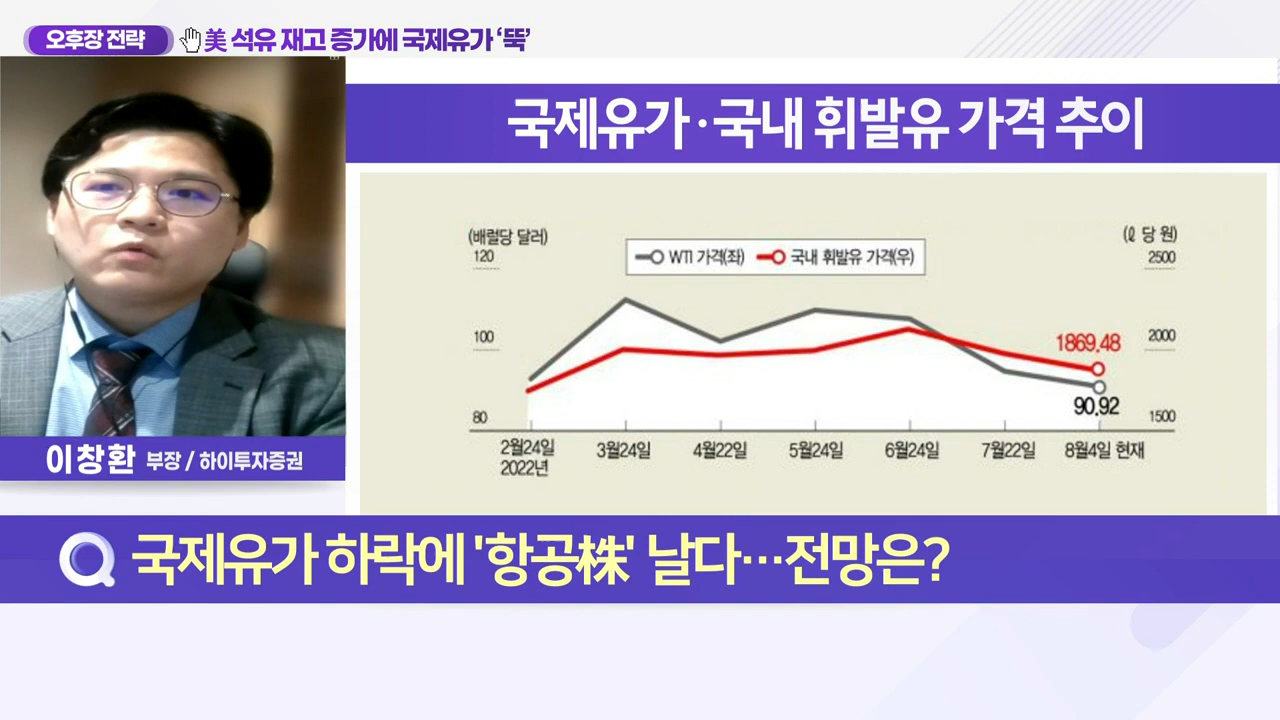 오후장 전략 美 석유 재고 증가에 국제유가 ‘뚝’
국제유가·국내 휘발유 가격 추이
(배럴당 달러)
(ℓ 당 원)
WTI 가격(좌) 국내 휘발유 가격(우)
120
2500
100
2000
1869.48
90.92
80
1500
2월24일 3월24일 4월22일 5월24일 6월24일 7월22일 8월4일 현재
2022년
이창환 부장 / 하이투자증권
Q 국제유가 하락에 '항공株' 날다…전망은?